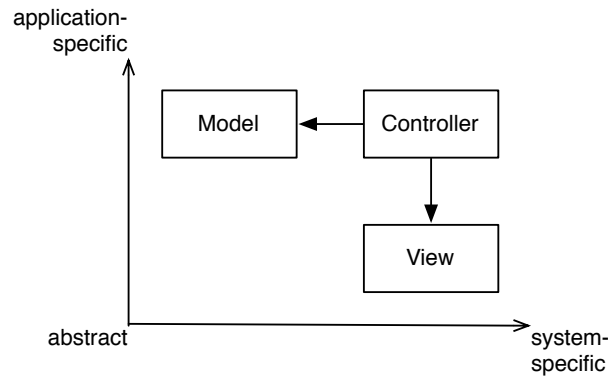 application-
specific
Model
Controller
View
abstract
system-
specific